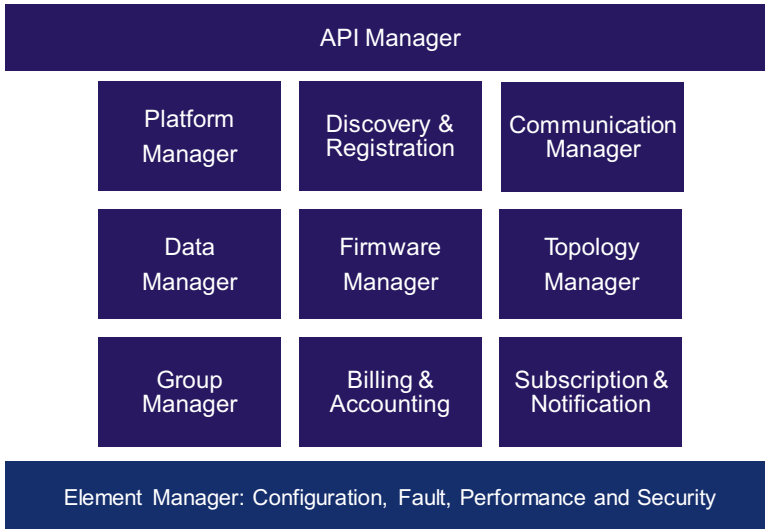 API Manager
Platform
Manager
Discovery &
Registration
Communication
Manager
Data
Manager
Firmware
Manager
Topology
Manager
Group
Manager
Billing &
Accounting
Subscription &
Notification
Element Manager: Configuration, Fault, Performance and Security